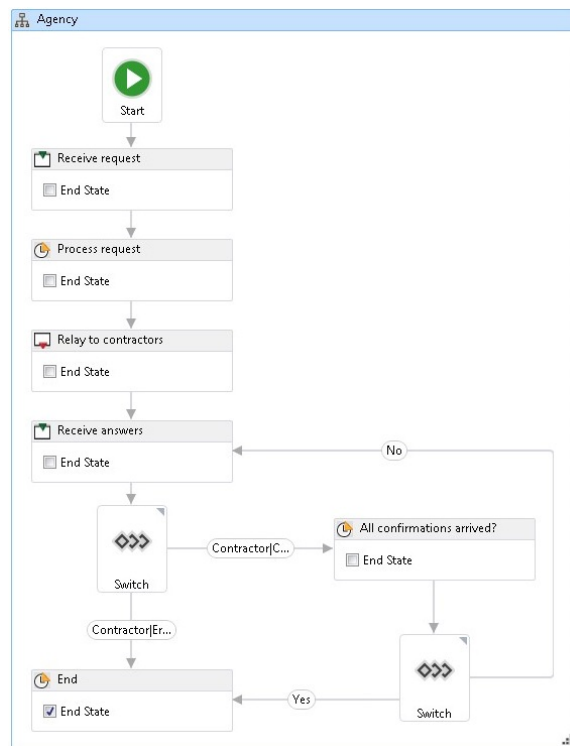 Agency
Start
Receive request
End State
Process request
End State
Relay to contractors
End State
Receive answers
End State
No
Switch
Contractor|C...
All confirmations arrived?
End State
Contractor|Er...
Switch
End
End State
Yes